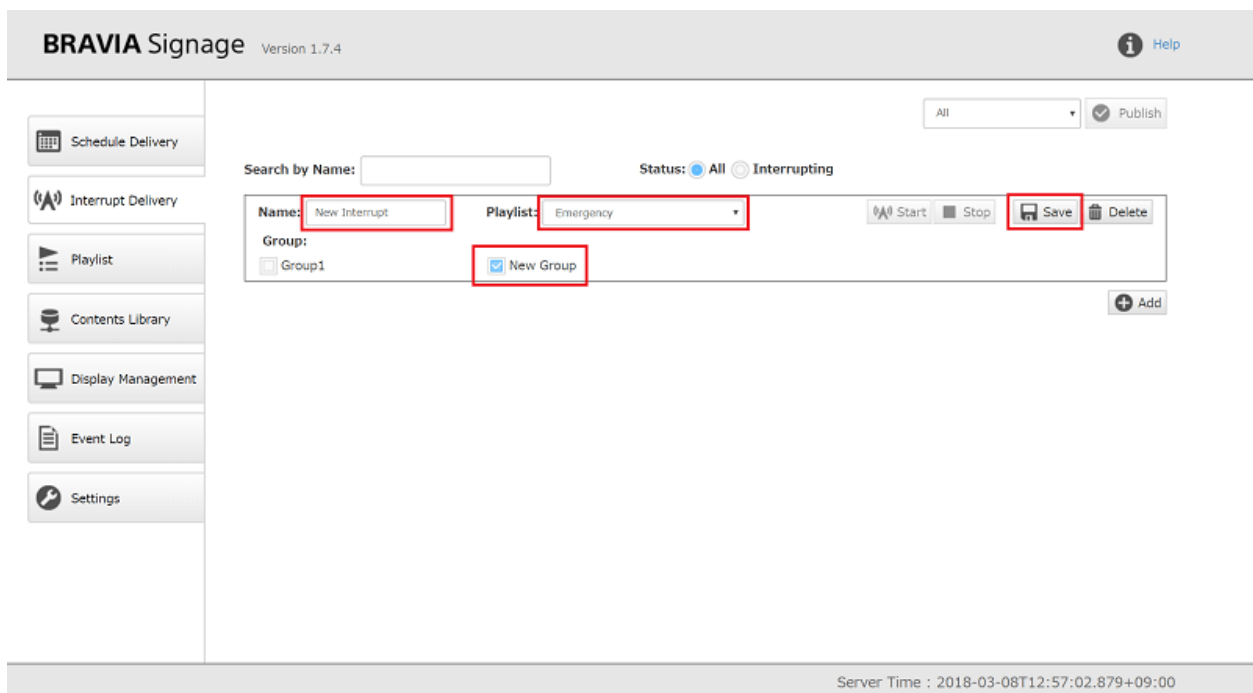 BRAVIA Signage Version 1.7.4
Help
All
Publish
Schedule Delivery
Interrupt Delivery
Playlist
Contents Library
Display Management
Event Log
Settings
Search by Name:
Status: All Interrupting
Name: New Interrupt Playlist: Emergency Start Stop Save Delete
Group:
Group1 New Group
Add
Server Time : 2018-03-08T12:57:02.879+09:00